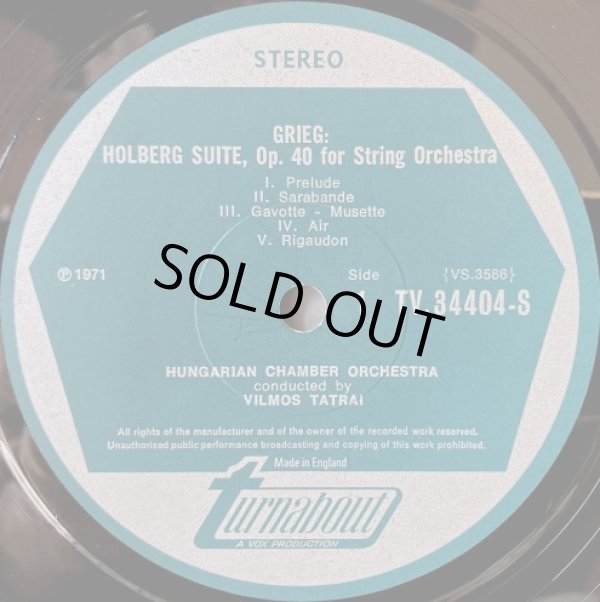 STEREO
GRIEG:
HOLBERG SUITE, Op. 40 for String Orchestra
I. Prelude
II. Sarabande
III. Gavotte - Musette
IV. Air
V. Rigaudon
℗ 1971
Side {VS.3586}
TV 34404-S
SOLD OUT
HUNGARIAN CHAMBER ORCHESTRA
conducted by
VILMOS TATRAI
All rights of the manufacturer and of the owner of the recorded work reserved.
Unauthorised public performance broadcasting and copying of this work prohibited.
Made in England
turnabout
A VOX PRODUCTION